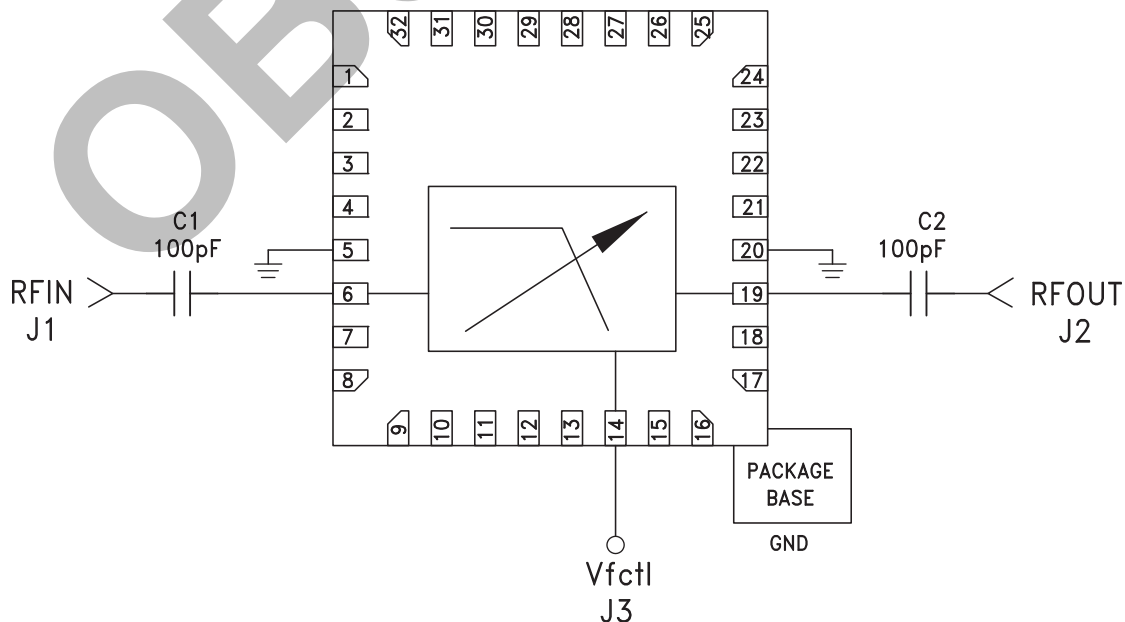 OB
32 31 30 29 28 27 26 25
1 24
2 23
3 22
4 21
C1 C2
100pF 100pF
5 20
RFIN 6 19 RFOUT
J1 J2
7 18
8 17
9 10 11 12 13 14 15 16
PACKAGE
BASE
GND
Vfctl
J3